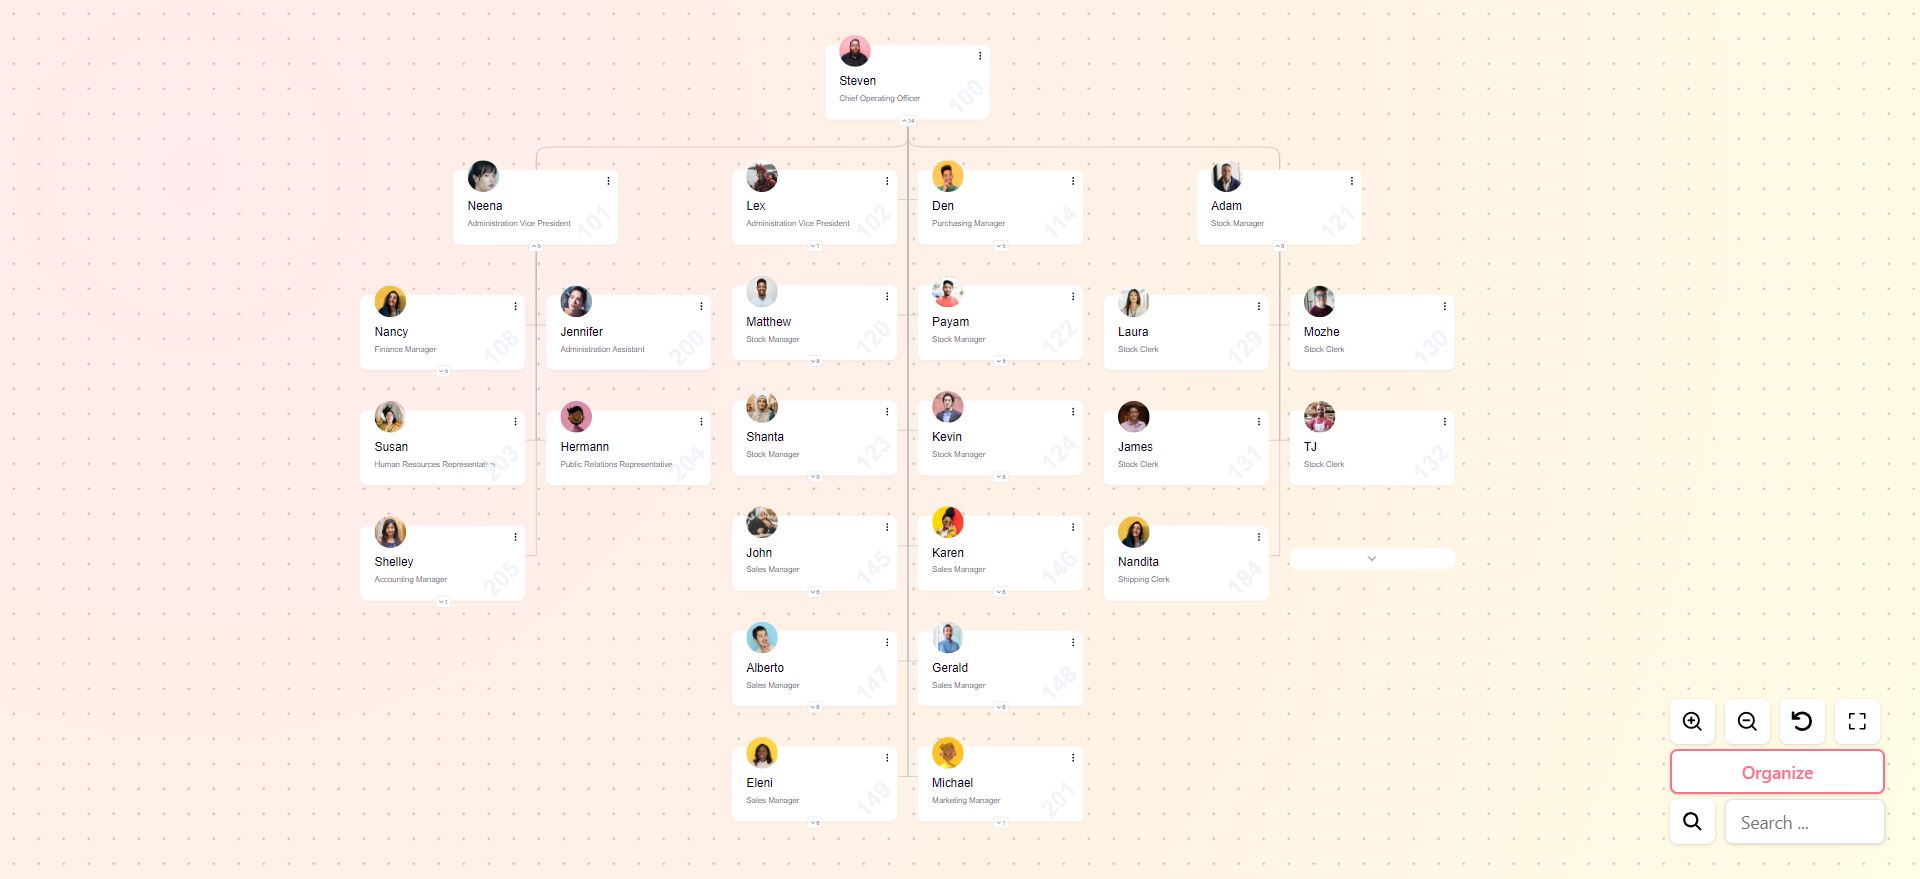 Steven
Chief Operating Officer
100
14
Neena
Administration Vice President
101
5
Lex
Administration Vice President
102
1
Den
Purchasing Manager
114
5
Adam
Stock Manager
121
8
Nancy
Finance Manager
108
5
Jennifer
Administration Assistant
200
Matthew
Stock Manager
120
8
Payam
Stock Manager
122
8
Laura
Stock Clerk
129
Mozhe
Stock Clerk
130
Susan
Human Resources Representative
203
Hermann
Public Relations Representative
204
Shanta
Stock Manager
123
8
Kevin
Stock Manager
124
8
James
Stock Clerk
131
TJ
Stock Clerk
132
Shelley
Accounting Manager
205
1
John
Sales Manager
145
6
Karen
Sales Manager
146
6
Nandita
Shipping Clerk
184
Alberto
Sales Manager
147
6
Gerald
Sales Manager
148
6
Eleni
Sales Manager
149
6
Michael
Marketing Manager
201
1
Organize
Search ...